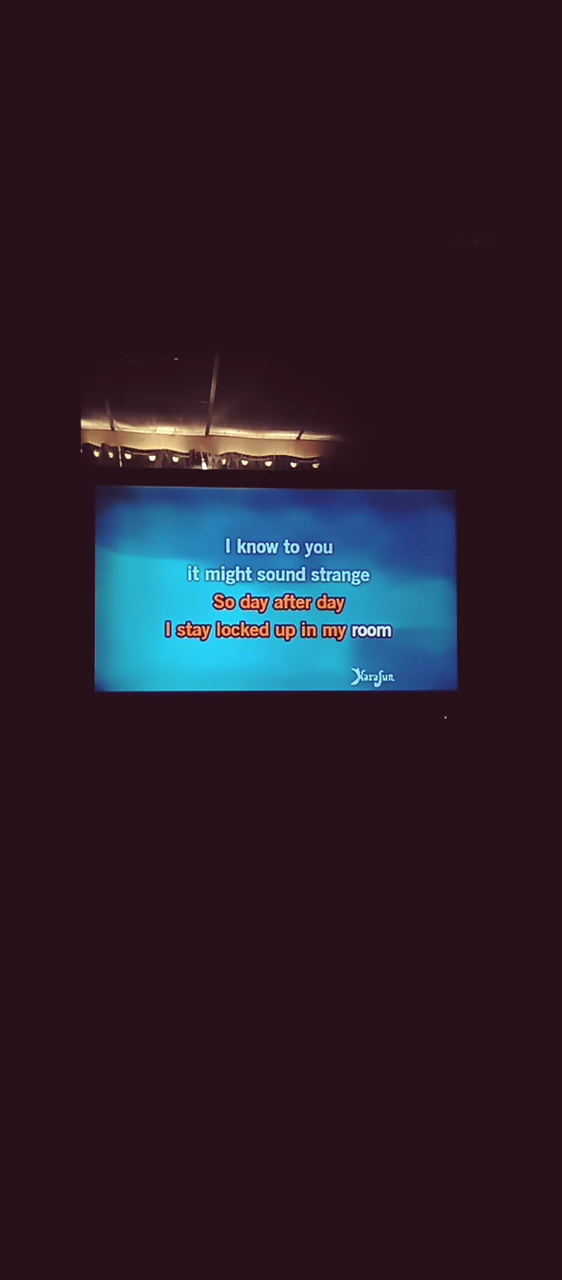 I know to you
it might sound strange
So day after day
I stay locked up in my room
KaraFun